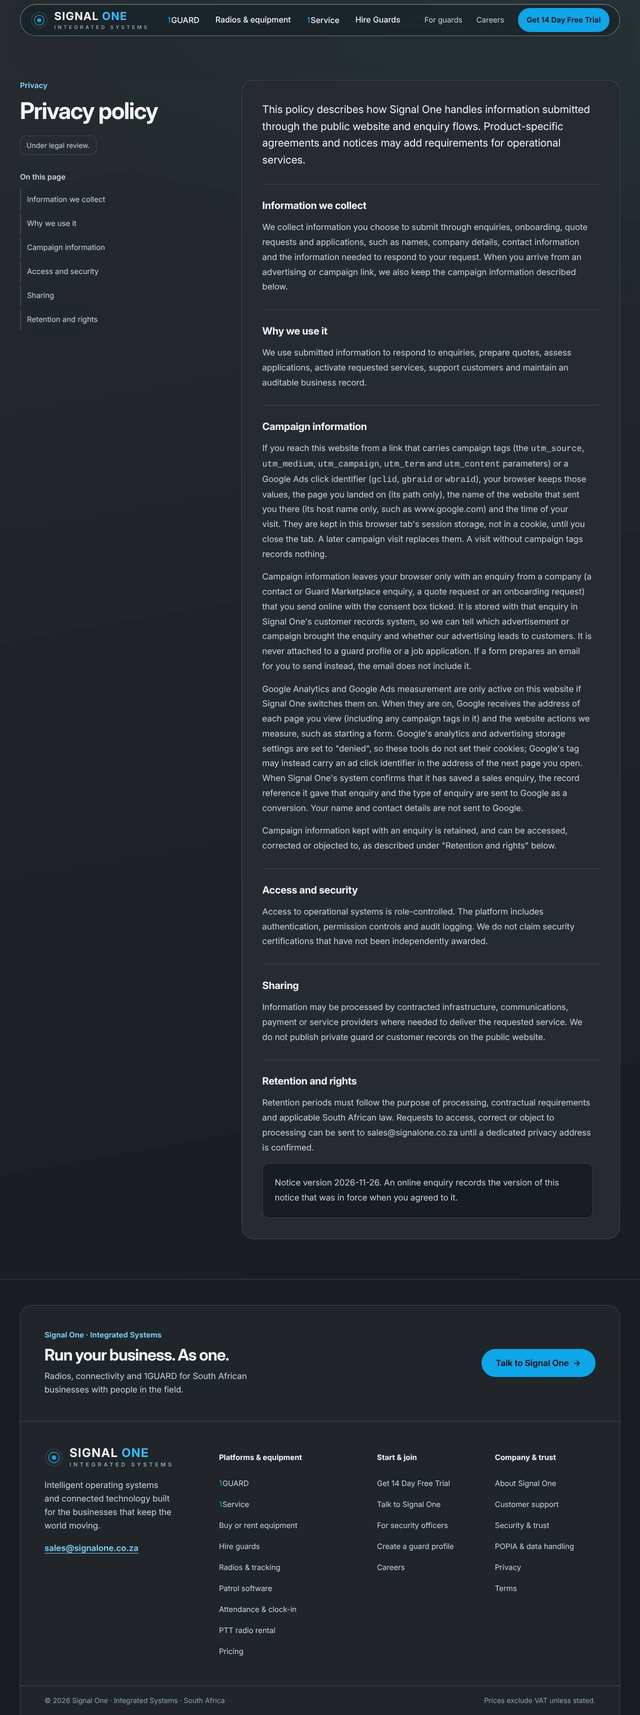 SIGNAL ONE
INTEGRATED SYSTEMS
1GUARD
Radios & equipment
1Service
Hire Guards
For guards
Careers
Get 14 Day Free Trial
Privacy
Privacy policy
Under legal review.
On this page
Information we collect
Why we use it
Campaign information
Access and security
Sharing
Retention and rights
This policy describes how Signal One handles information submitted
through the public website and enquiry flows. Product-specific
agreements and notices may add requirements for operational
services.
Information we collect
We collect information you choose to submit through enquiries, onboarding, quote
requests and applications, such as names, company details, contact information
and the information needed to respond to your request. When you arrive from an
advertising or campaign link, we also keep the campaign information described
below.
Why we use it
We use submitted information to respond to enquiries, prepare quotes, assess
applications, activate requested services, support customers and maintain an
auditable business record.
Campaign information
If you reach this website from a link that carries campaign tags (the utm_source,
utm_medium, utm_campaign, utm_term and utm_content parameters) or a
Google Ads click identifier (gclid, gbraid or wbraid), your browser keeps those
values, the page you landed on (its path only), the name of the website that sent
you there (its host name only, such as www.google.com) and the time of your
visit. They are kept in this browser tab's session storage, not in a cookie, until you
close the tab. A later campaign visit replaces them. A visit without campaign tags
records nothing.
Campaign information leaves your browser only with an enquiry from a company (a
contact or Guard Marketplace enquiry, a quote request or an onboarding request)
that you send online with the consent box ticked. It is stored with that enquiry in
Signal One's customer records system, so we can tell which advertisement or
campaign brought the enquiry and whether our advertising leads to customers. It is
never attached to a guard profile or a job application. If a form prepares an email
for you to send instead, the email does not include it.
Google Analytics and Google Ads measurement are only active on this website if
Signal One switches them on. When they are on, Google receives the address of
each page you view (including any campaign tags in it) and the website actions we
measure, such as starting a form. Google's analytics and advertising storage
settings are set to "denied", so these tools do not set their cookies; Google's tag
may instead carry an ad click identifier in the address of the next page you open.
When Signal One's system confirms that it has saved a sales enquiry, the record
reference it gave that enquiry and the type of enquiry are sent to Google as a
conversion. Your name and contact details are not sent to Google.
Campaign information kept with an enquiry is retained, and can be accessed,
corrected or objected to, as described under "Retention and rights" below.
Access and security
Access to operational systems is role-controlled. The platform includes
authentication, permission controls and audit logging. We do not claim security
certifications that have not been independently awarded.
Sharing
Information may be processed by contracted infrastructure, communications,
payment or service providers where needed to deliver the requested service. We
do not publish private guard or customer records on the public website.
Retention and rights
Retention periods must follow the purpose of processing, contractual requirements
and applicable South African law. Requests to access, correct or object to
processing can be sent to sales@signalone.co.za until a dedicated privacy address
is confirmed.
Notice version 2026-11-26. An online enquiry records the version of this
notice that was in force when you agreed to it.
Signal One · Integrated Systems
Run your business. As one.
Radios, connectivity and 1GUARD for South African
businesses with people in the field.
Talk to Signal One →
SIGNAL ONE
INTEGRATED SYSTEMS
Intelligent operating systems
and connected technology built
for the businesses that keep the
world moving.
sales@signalone.co.za
Platforms & equipment
1GUARD
1Service
Buy or rent equipment
Hire guards
Radios & tracking
Patrol software
Attendance & clock-in
PTT radio rental
Pricing
Start & join
Get 14 Day Free Trial
Talk to Signal One
For security officers
Create a guard profile
Careers
Company & trust
About Signal One
Customer support
Security & trust
POPIA & data handling
Privacy
Terms
© 2026 Signal One · Integrated Systems · South Africa
Prices exclude VAT unless stated.